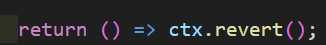 return () => ctx.revert();